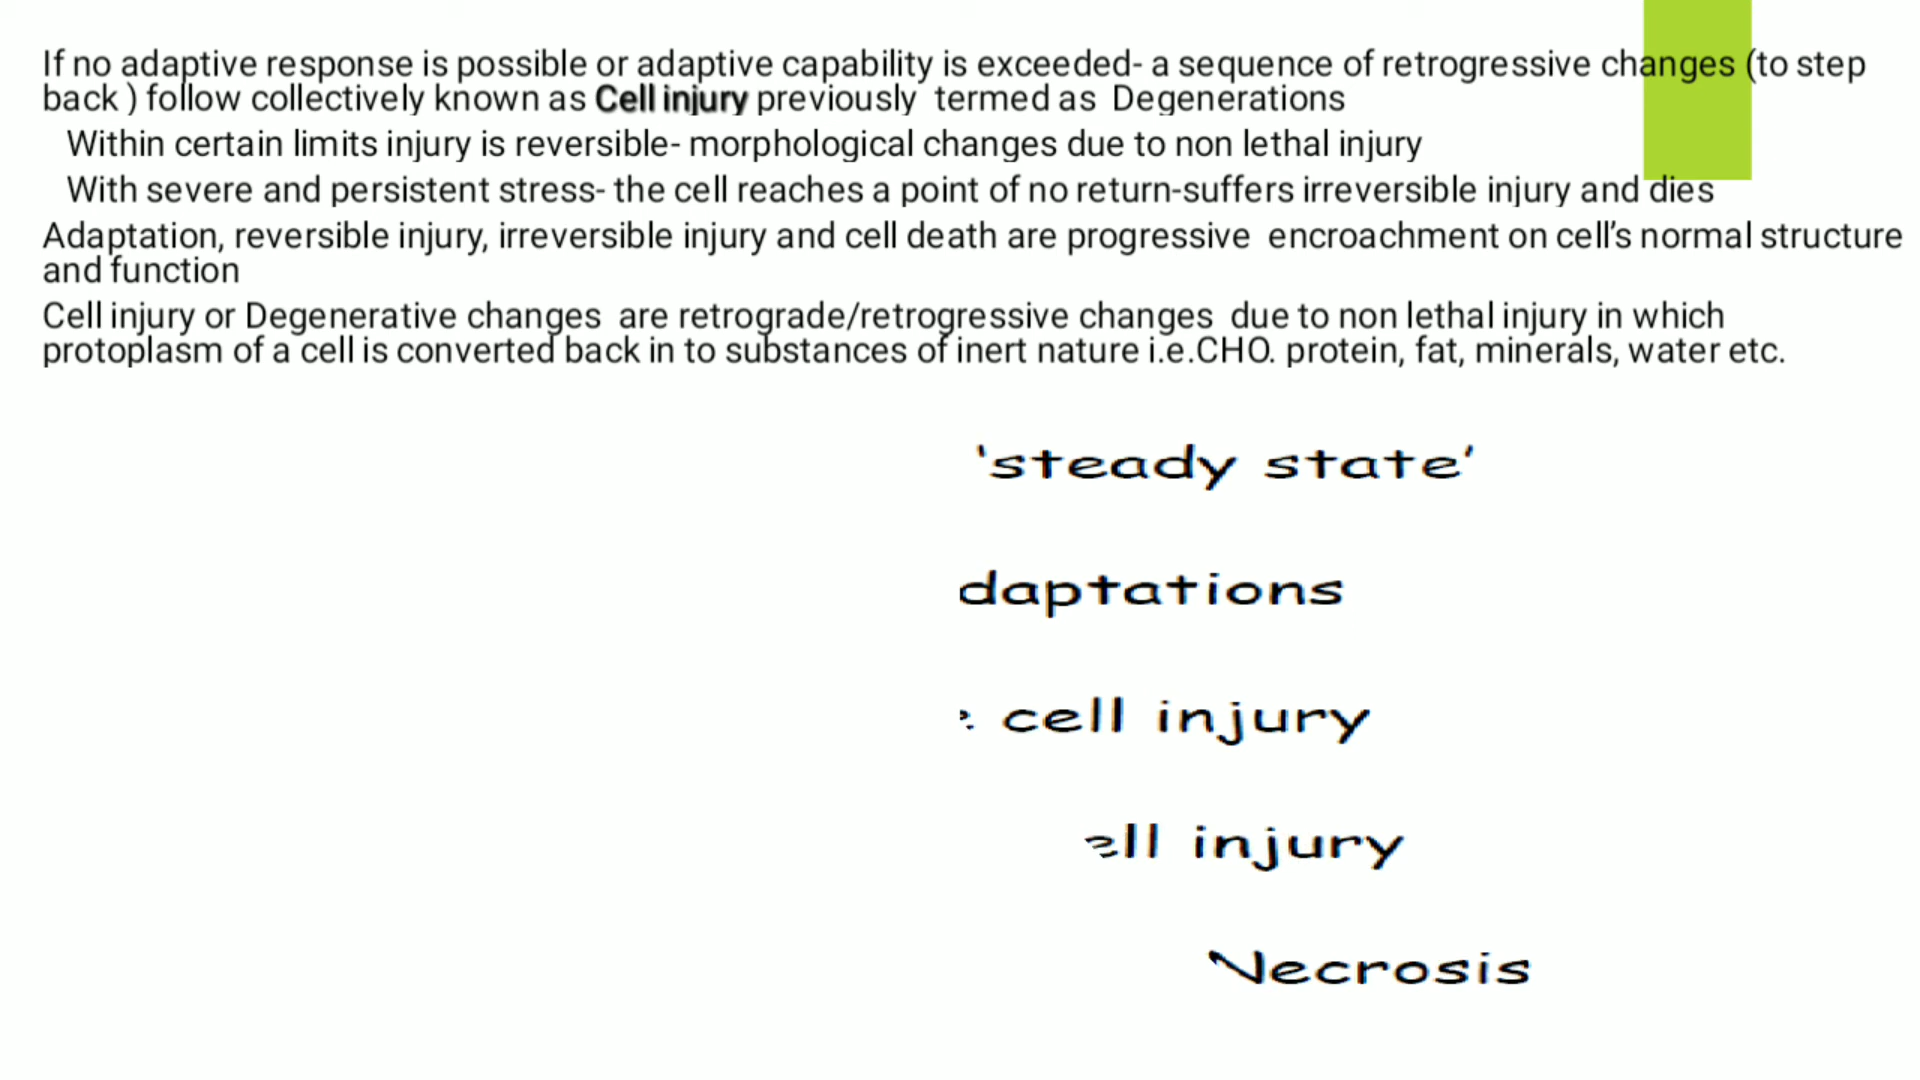 If no adaptive response is possible or adaptive capability is exceeded- a sequence of retrogressive changes (to step
back ) follow collectively known as Cell injury previously termed as Degenerations
Within certain limits injury is reversible- morphological changes due to non lethal injury
With severe and persistent stress- the cell reaches a point of no return-suffers irreversible injury and dies
Adaptation, reversible injury, irreversible injury and cell death are progressive encroachment on cell's normal structure
and function
Cell injury or Degenerative changes are retrograde/retrogressive changes due to non lethal injury in which
protoplasm of a cell is converted back in to substances of inert nature i.e.CHO. protein, fat, minerals, water etc.
'steady state'
daptations
cell injury
ell injury
Necrosis